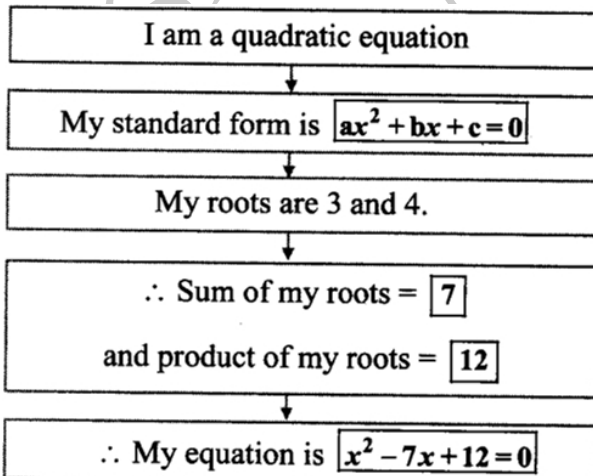 I am a quadratic equation
My standard form is ax² + bx + c = 0
My roots are 3 and 4.
∴ Sum of my roots = 7
and product of my roots = 12
∴ My equation is x² − 7x + 12 = 0